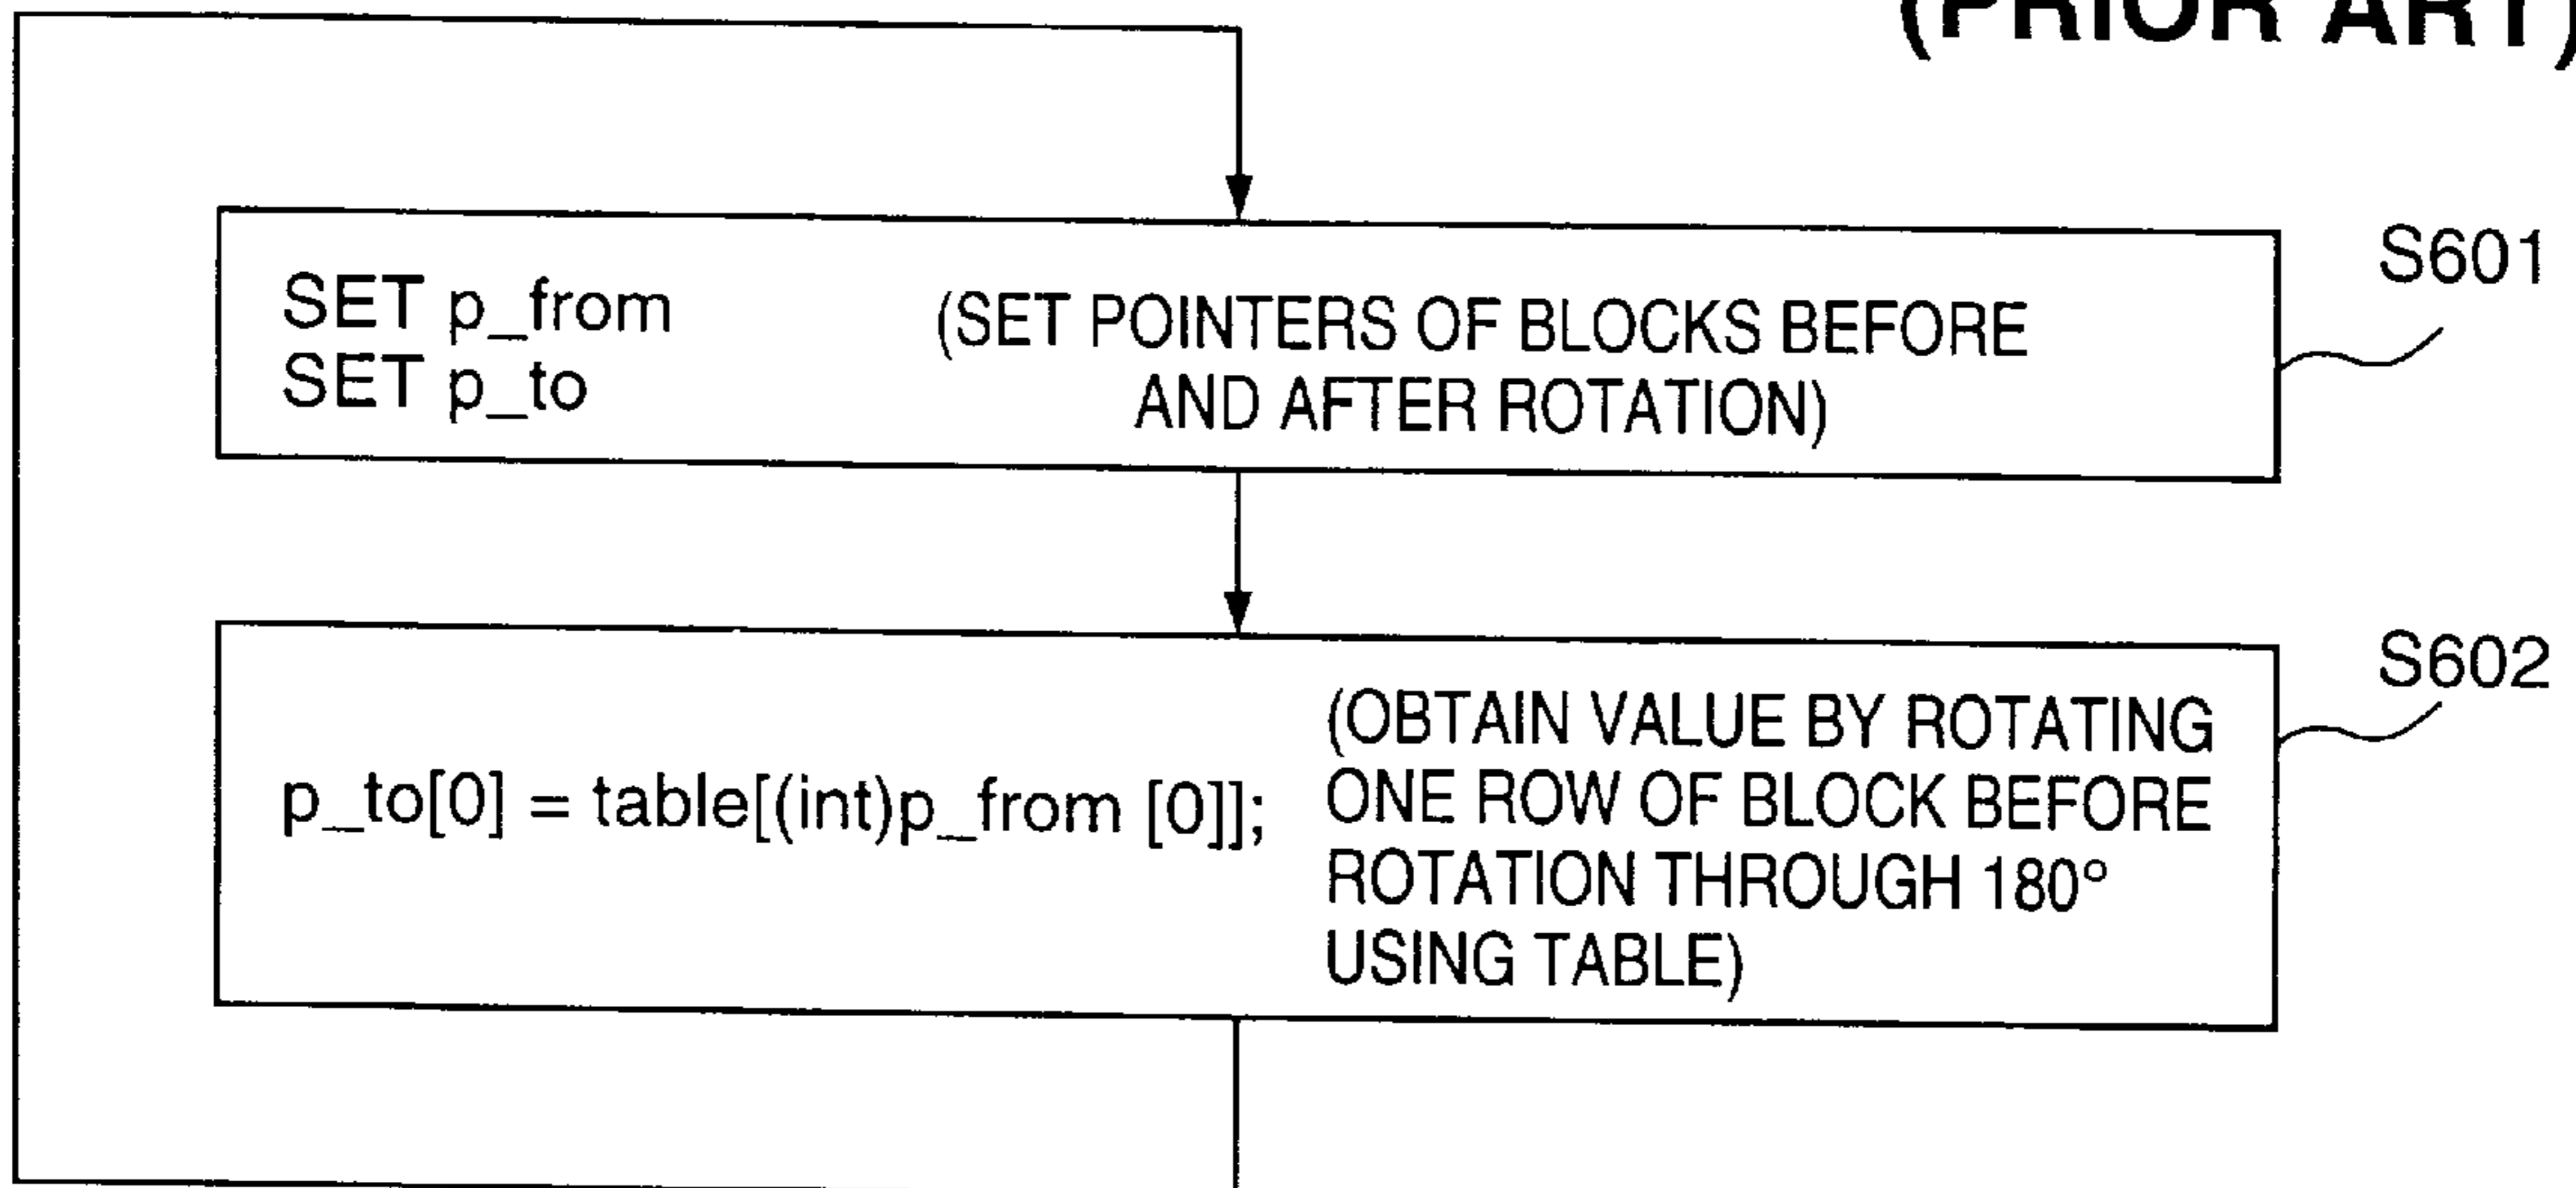 (PRIOR ART)
S601
SET p_from
SET p_to
(SET POINTERS OF BLOCKS BEFORE
AND AFTER ROTATION)
S602
p_to[0] = table[(int)p_from [0]];
(OBTAIN VALUE BY ROTATING
ONE ROW OF BLOCK BEFORE
ROTATION THROUGH 180°
USING TABLE)